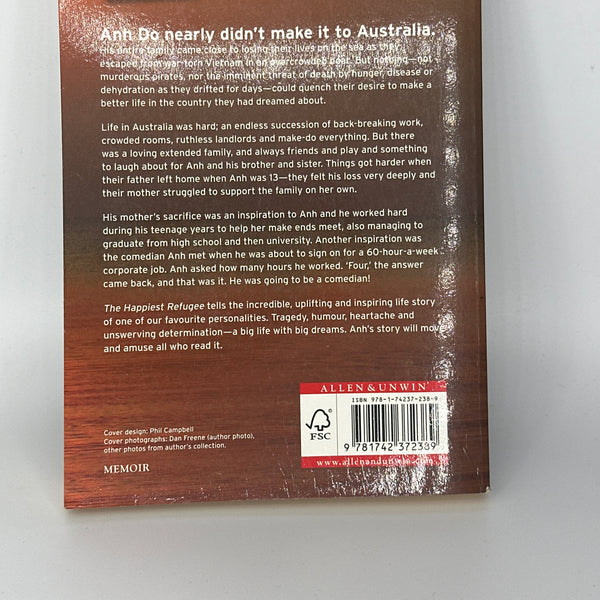 Anh Do nearly didn't make it to Australia.
His entire family came close to losing their lives on the sea as they
escaped from war-torn Vietnam in an overcrowded boat. But nothing—not
murderous pirates, nor the imminent threat of death by hunger, disease or
dehydration as they drifted for days—could quench their desire to make a
better life in the country they had dreamed about.
Life in Australia was hard; an endless succession of back-breaking work,
crowded rooms, ruthless landlords and make-do everything. But there
was a loving extended family, and always friends and play and something
to laugh about for Anh and his brother and sister. Things got harder when
their father left home when Anh was 13—they felt his loss very deeply and
their mother struggled to support the family on her own.
His mother's sacrifice was an inspiration to Anh and he worked hard
during his teenage years to help her make ends meet, also managing to
graduate from high school and then university. Another inspiration was
the comedian Anh met when he was about to sign on for a 60-hour-a-week
corporate job. Anh asked how many hours he worked. 'Four,' the answer
came back, and that was it. He was going to be a comedian!
The Happiest Refugee tells the incredible, uplifting and inspiring life story
of one of our favourite personalities. Tragedy, humour, heartache and
unswerving determination—a big life with big dreams. Anh's story will move
and amuse all who read it.
Cover design: Phil Campbell
Cover photographs: Dan Freene (author photo),
other photos from author's collection.
MEMOIR
ALLEN & UNWIN
ISBN 978-1-74237-238-9
FSC
9 781742 372389
www.allenandunwin.com